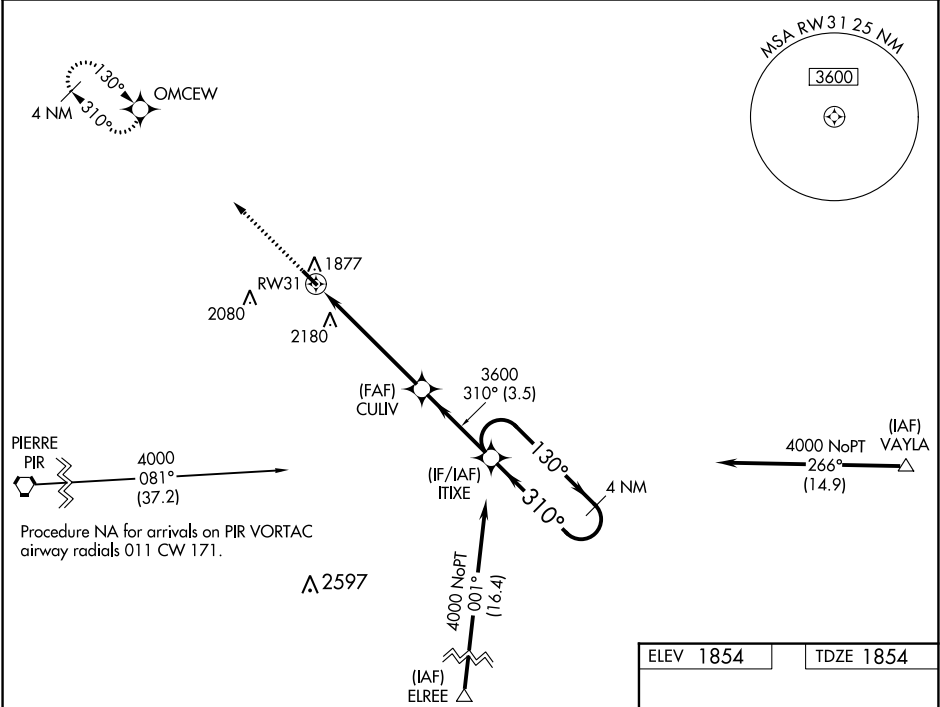 MSA RW31 25 NM
3600
130°
310°
4 NM
OMCEW
1877
RW31
2080
2180
(FAF)
CULIV
3600
310° (3.5)
PIERRE
PIR
4000
081°
(37.2)
(IF/IAF)
ITIXE
130°
310°
4 NM
(IAF)
VAYLA
4000 NoPT
266°
(14.9)
Procedure NA for arrivals on PIR VORTAC
airway radials 011 CW 171.
2597
4000 NoPT
001°
(16.4)
(IAF)
ELREE
ELEV 1854
TDZE 1854